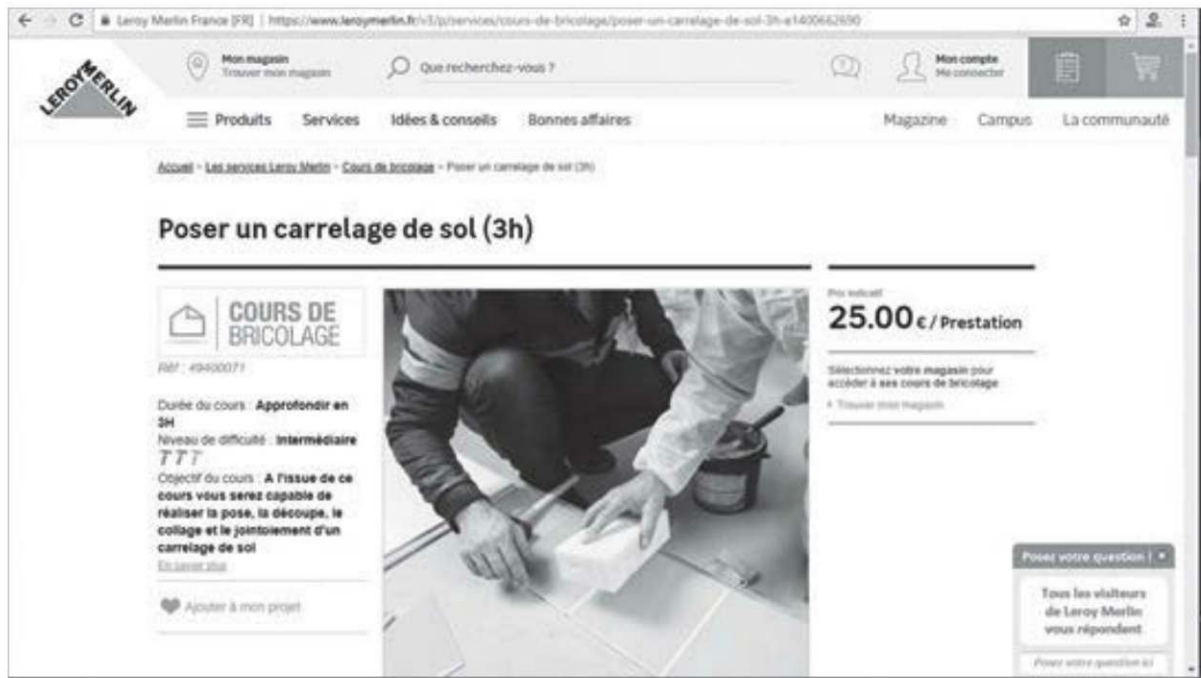 Leroy Merlin France [FR] | https://www.leroymerlin.fr/v3/p/services/cours-de-bricolage/poser-un-carrelage-de-sol-3h-e1400662690
LEROY MERLIN
Mon magasin
Trouver mon magasin
Que recherchez-vous ?
Mon compte
Me connecter
Produits Services Idées & conseils Bonnes affaires Magazine Campus La communauté
Accueil > Les services Leroy Merlin > Cours de bricolage > Poser un carrelage de sol (3h)
Poser un carrelage de sol (3h)
COURS DE
BRICOLAGE
Réf : 49400071
Durée du cours : Approfondir en
3H
Niveau de difficulté : Intermédiaire
TTT
Objectif du cours : A l'issue de ce
cours vous serez capable de
réaliser la pose, la découpe, le
collage et le jointoiement d'un
carrelage de sol
En savoir plus
Ajouter à mon projet
Prix indicatif
25.00 € / Prestation
Sélectionnez votre magasin pour
accéder à ses cours de bricolage
Trouver mon magasin
Posez votre question !
Tous les visiteurs
de Leroy Merlin
vous répondent
Posez votre question ici